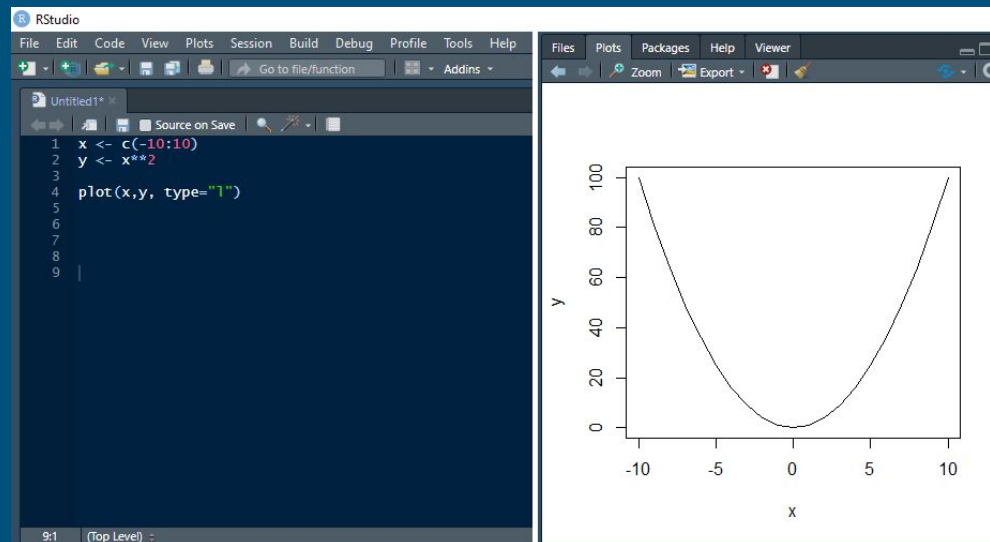 RStudio
File Edit Code View Plots Session Build Debug Profile Tools Help
Go to file/function Addins
Untitled1*
Source on Save
1 x <- c(-10:10)
2 y <- x**2
3
4 plot(x,y, type="l")
5
6
7
8
9
9:1 (Top Level)
Files Plots Packages Help Viewer
Zoom Export
100
80
60
40
20
0
y
-10 -5 0 5 10
x